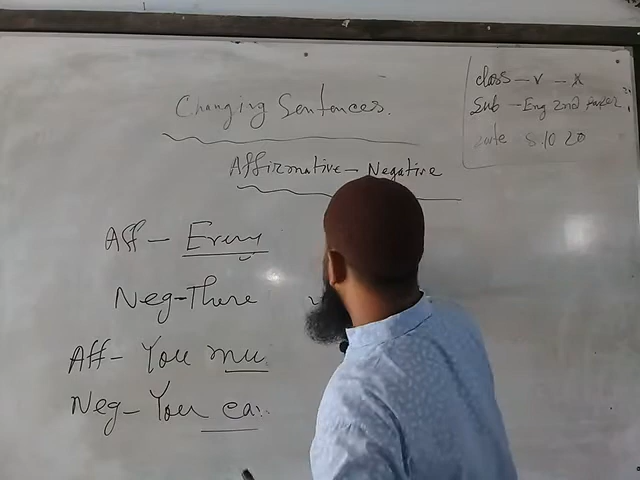 class - V - X
Sub - Eng 2nd Paper
Date 8.10 20
Changing Sentences.
Affirmative - Negative
Aff - Every
Neg - There
Aff - You mu
Neg - You ca